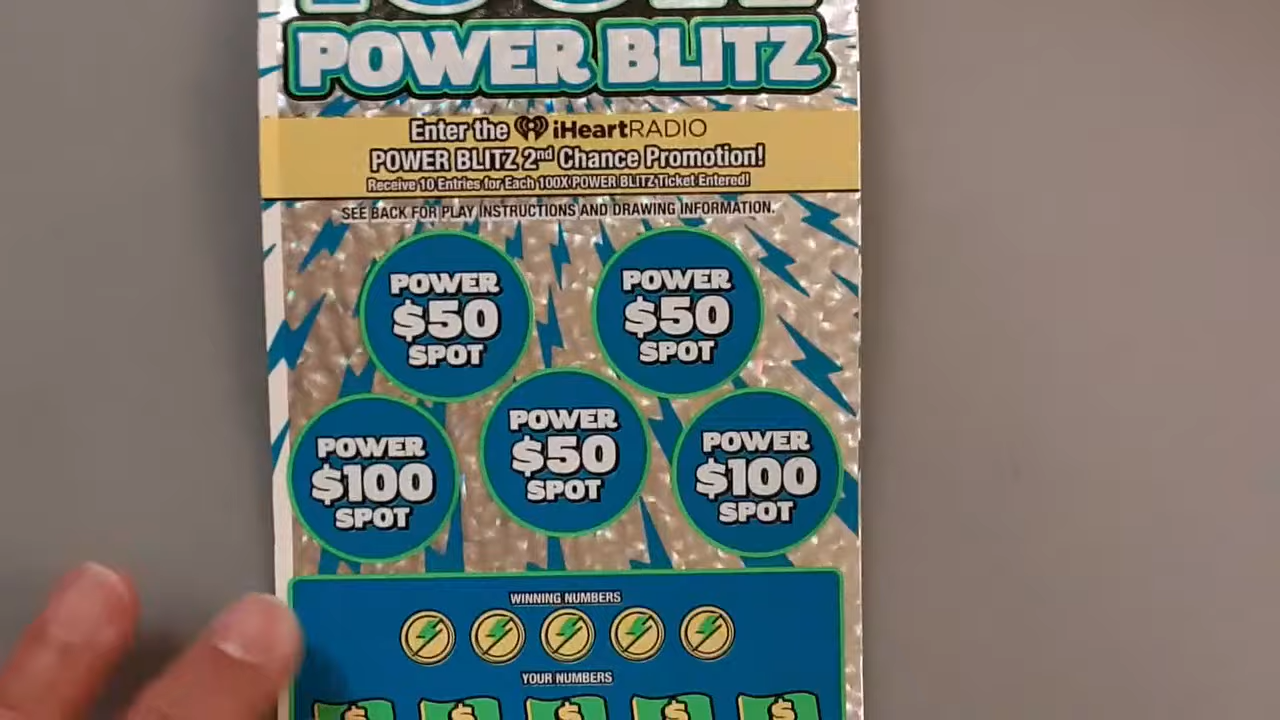 POWER BLITZ
Enter the iHeartRADIO
POWER BLITZ 2nd Chance Promotion!
Receive 10 Entries for Each 100X POWER BLITZ Ticket Entered!
SEE BACK FOR PLAY INSTRUCTIONS AND DRAWING INFORMATION.
POWER
$50
SPOT
POWER
$50
SPOT
POWER
$100
SPOT
POWER
$50
SPOT
POWER
$100
SPOT
WINNING NUMBERS
YOUR NUMBERS
$ $ $ $ $